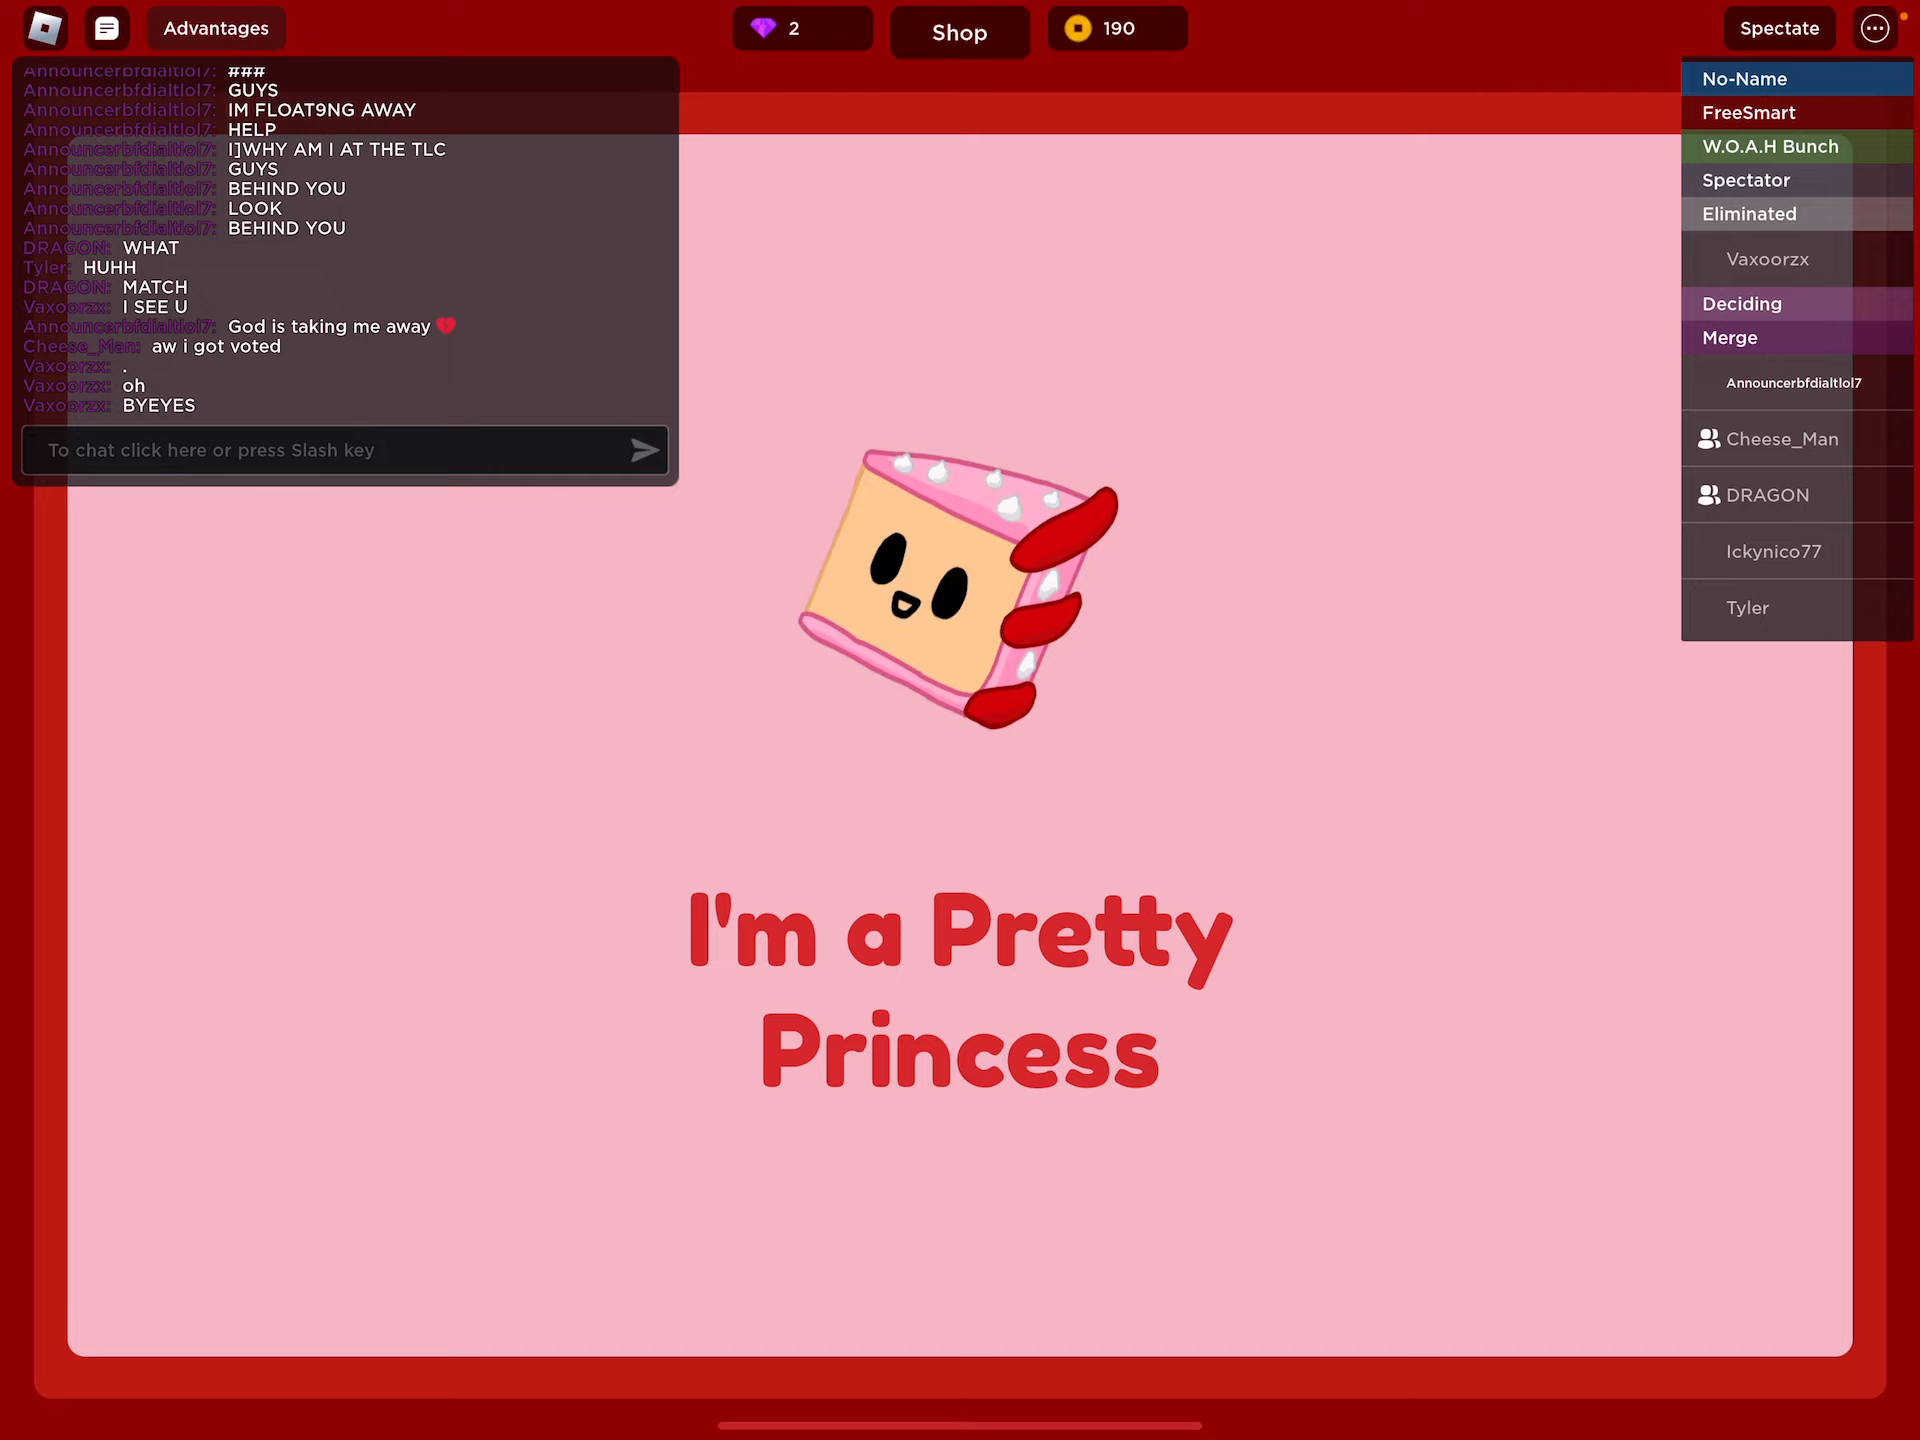 Advantages
2
Shop
190
Spectate
Announcerbfdialtlol7: ###
Announcerbfdialtlol7: GUYS
Announcerbfdialtlol7: IM FLOAT9NG AWAY
Announcerbfdialtlol7: HELP
Announcerbfdialtlol7: I]WHY AM I AT THE TLC
Announcerbfdialtlol7: GUYS
Announcerbfdialtlol7: BEHIND YOU
Announcerbfdialtlol7: LOOK
Announcerbfdialtlol7: BEHIND YOU
DRAGON: WHAT
Tyler: HUHH
DRAGON: MATCH
Vaxoorzx: I SEE U
Announcerbfdialtlol7: God is taking me away
Cheese_Man: aw i got voted
Vaxoorzx: .
Vaxoorzx: oh
Vaxoorzx: BYEYES
To chat click here or press Slash key
No-Name
FreeSmart
W.O.A.H Bunch
Spectator
Eliminated
Vaxoorzx
Deciding
Merge
Announcerbfdialtlol7
Cheese_Man
DRAGON
Ickynico77
Tyler
I'm a Pretty
Princess